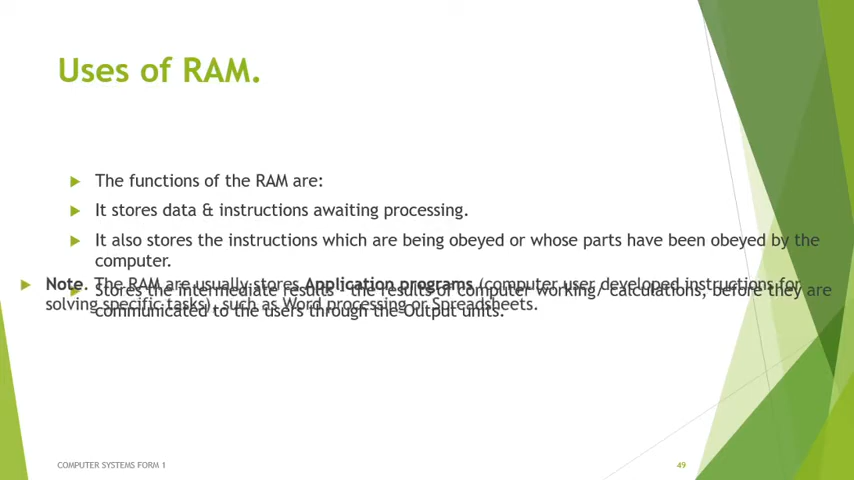 Uses of RAM.
The functions of the RAM are:
It stores data & instructions awaiting processing.
It also stores the instructions which are being obeyed or whose parts have been obeyed by the
computer.
Stores the intermediate results – the results of computer working/ calculations, before they are
communicated to the users through the Output units.
Note. The RAM are usually stores Application programs (computer user developed instructions for
solving specific tasks), such as Word processing or Spreadsheets.
COMPUTER SYSTEMS FORM 1
49